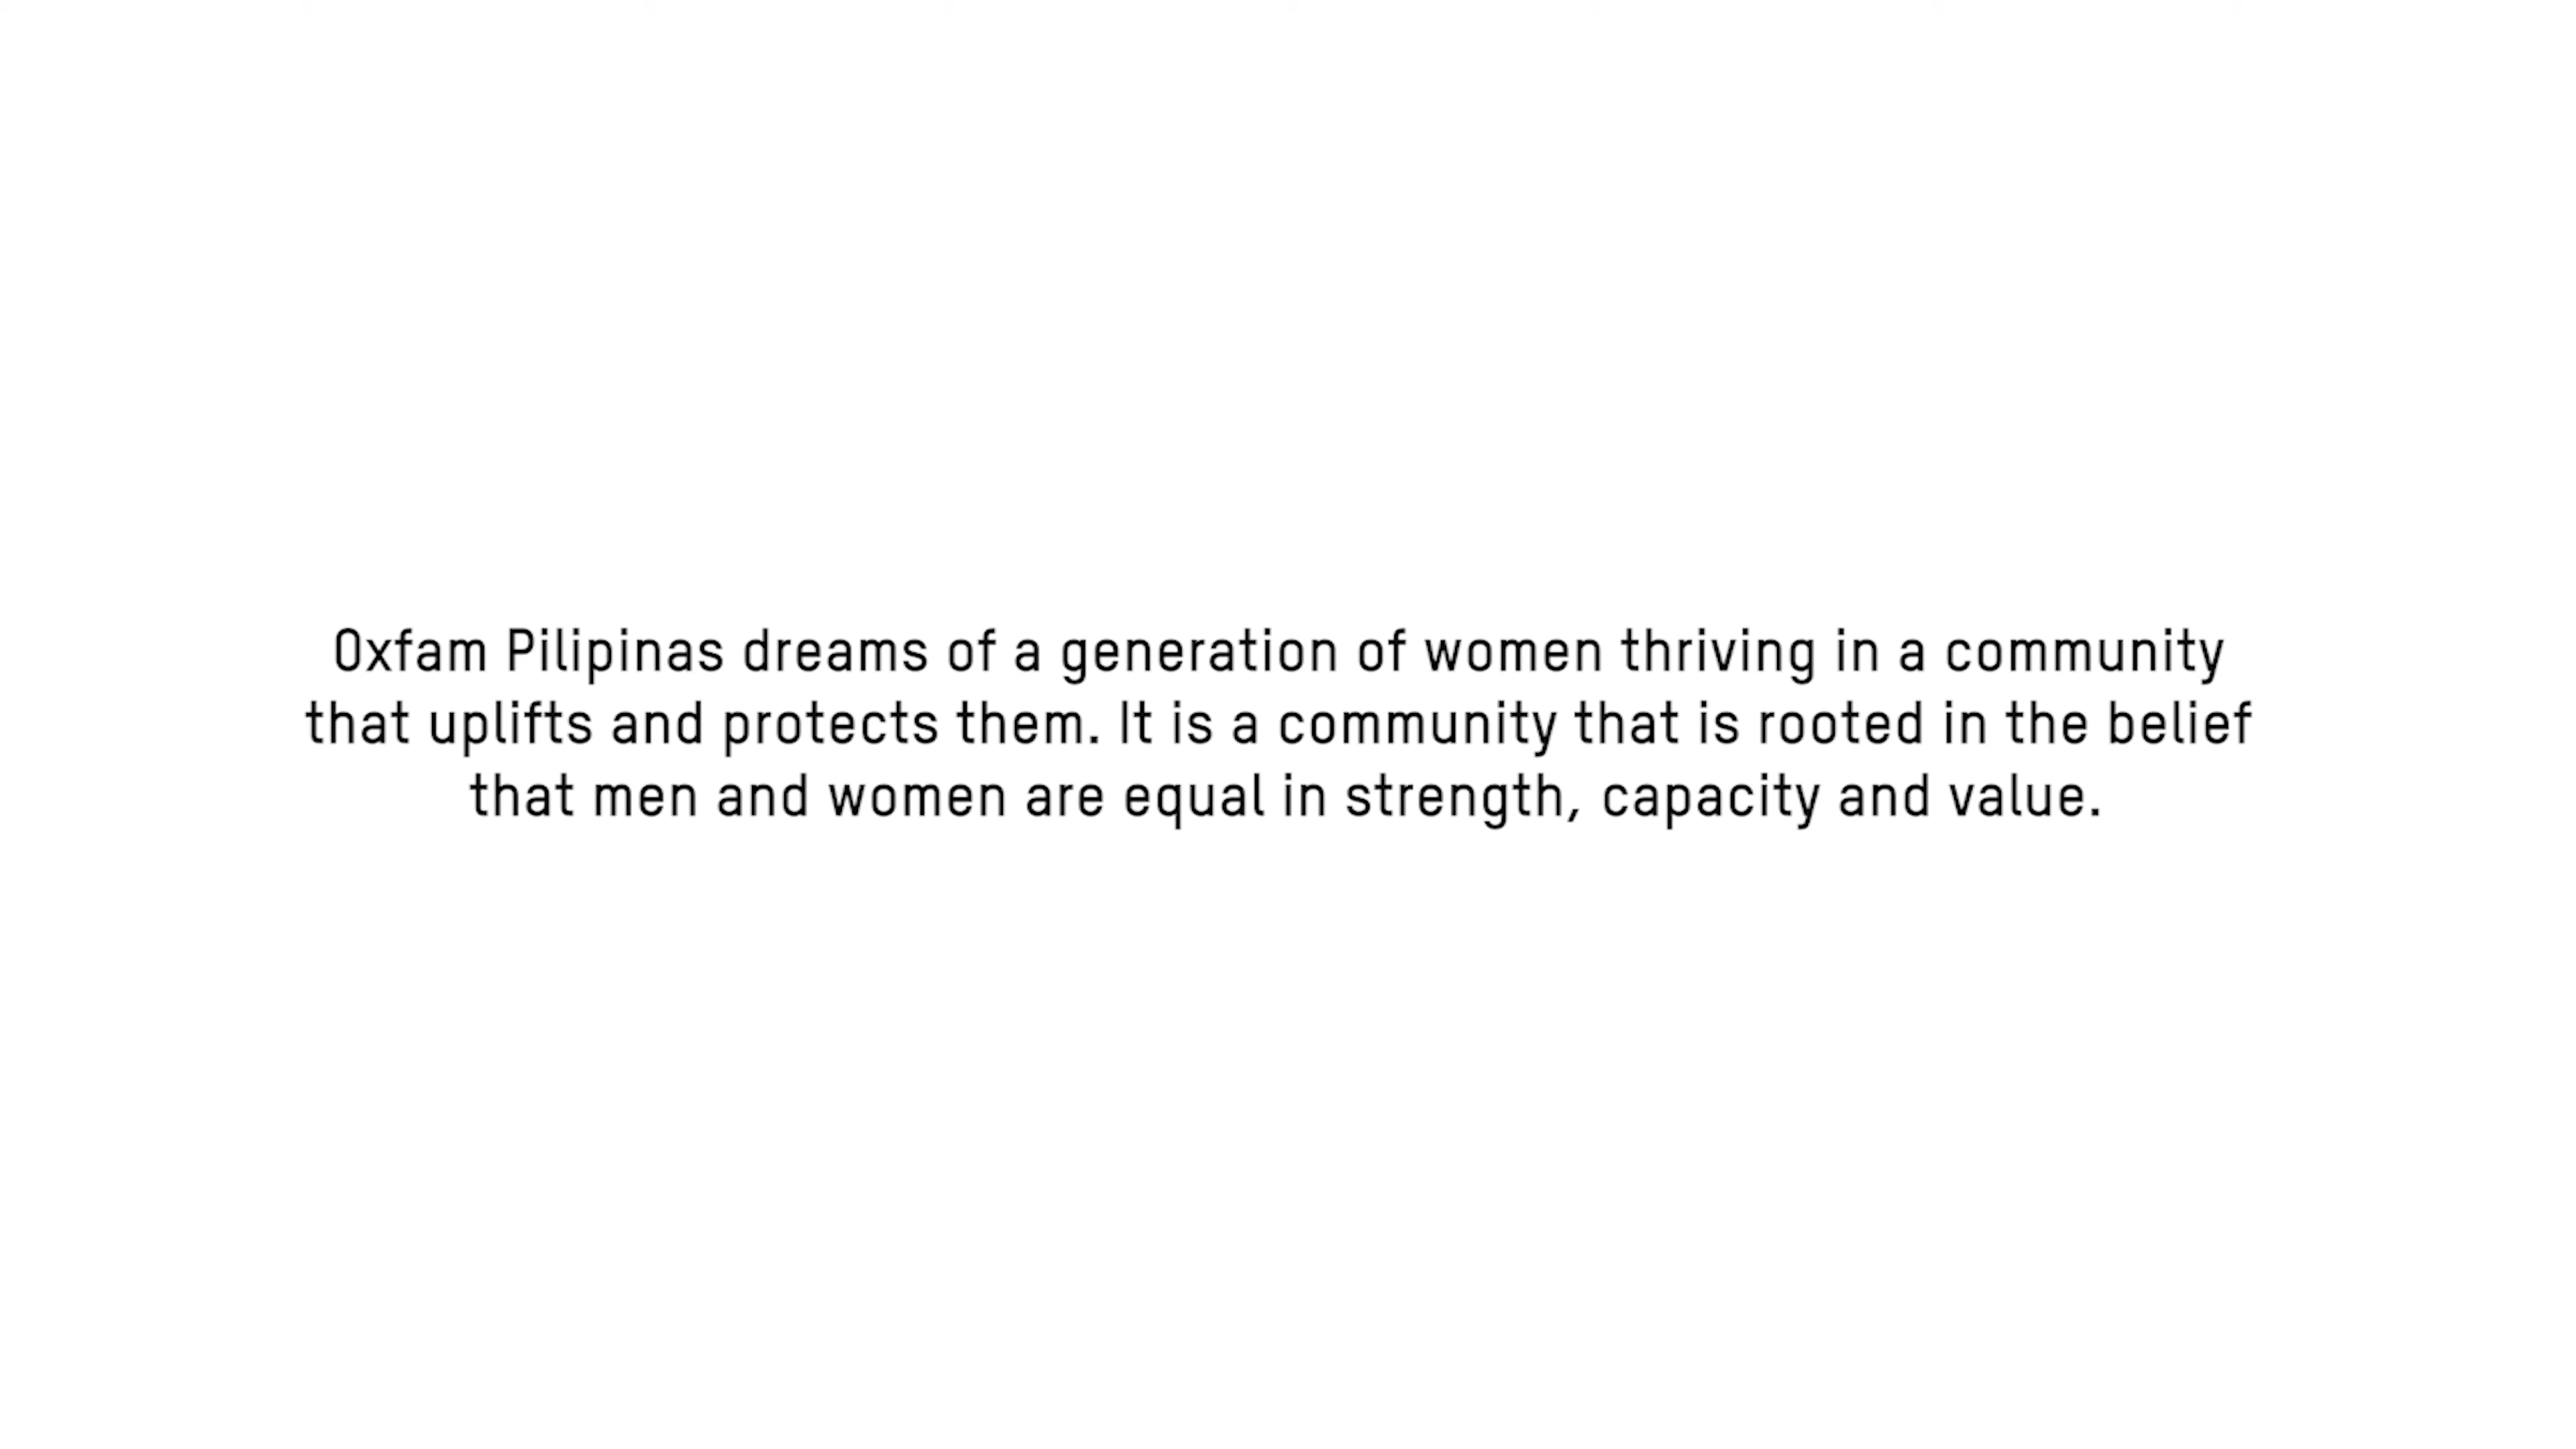 Oxfam Pilipinas dreams of a generation of women thriving in a community
that uplifts and protects them. It is a community that is rooted in the belief
that men and women are equal in strength, capacity and value.